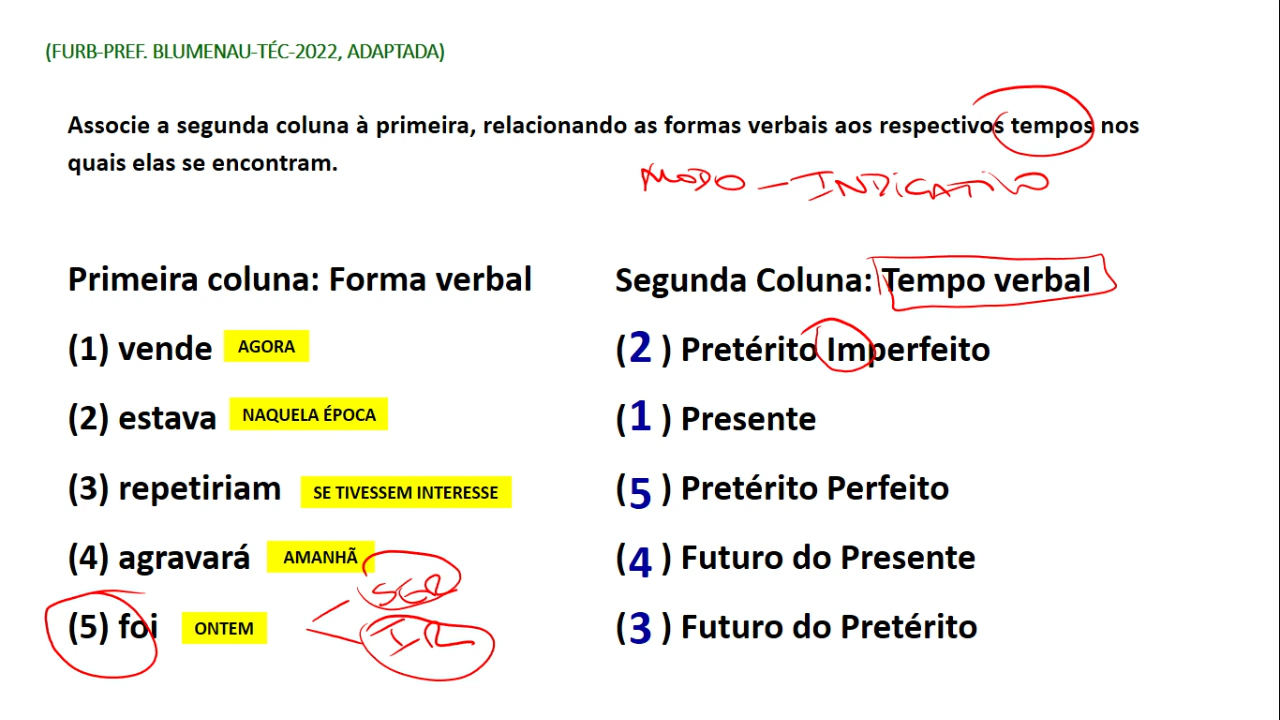 (FURB-PREF. BLUMENAU-TÉC-2022, ADAPTADA)
Associe a segunda coluna à primeira, relacionando as formas verbais aos respectivos tempos nos
quais elas se encontram.
MODO - INDICATIVO
Primeira coluna: Forma verbal
(1) vende AGORA
(2) estava NAQUELA ÉPOCA
(3) repetiriam SE TIVESSEM INTERESSE
(4) agravará AMANHÃ
SER
(5) foi ONTEM
IR
Segunda Coluna: Tempo verbal
(2) Pretérito Imperfeito
(1) Presente
(5) Pretérito Perfeito
(4) Futuro do Presente
(3) Futuro do Pretérito